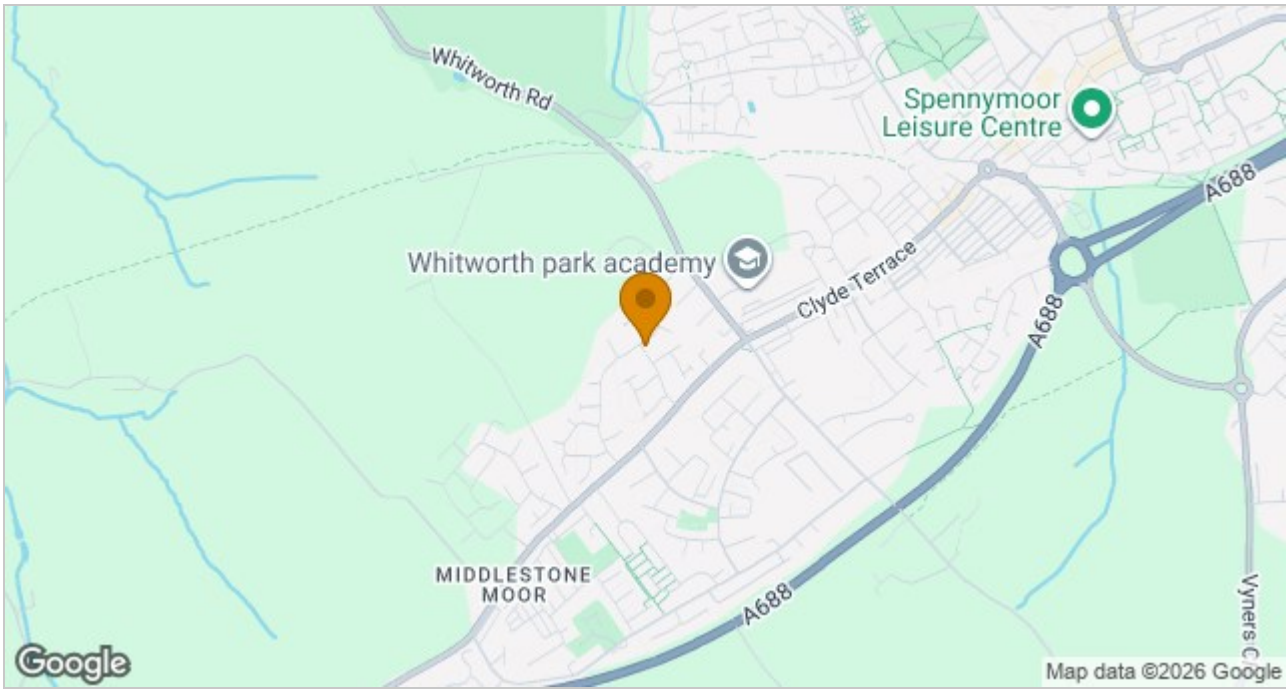 Whitworth Rd
Spennymoor
Leisure Centre
A688
Whitworth park academy
Clyde Terrace
A688
MIDDLESTONE
MOOR
A688
Google
Map data ©2026 Google